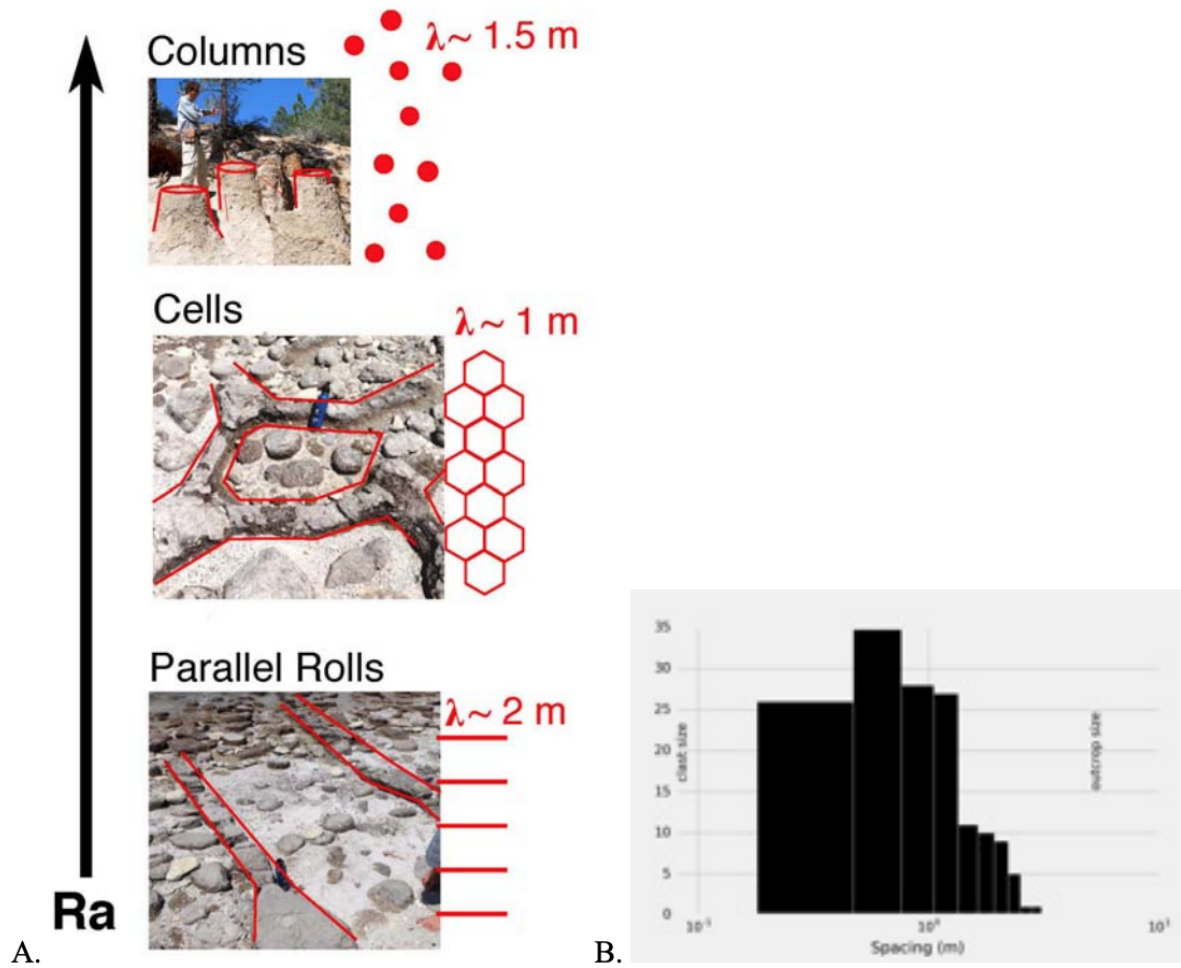 Columns
λ~ 1.5 m
Cells
λ~ 1 m
Parallel Rolls
λ~ 2 m
Ra
A.
35
30
25
20
15
10
5
0
clast size
outcrop size
10⁻¹
10⁰
10¹
Spacing (m)
B.